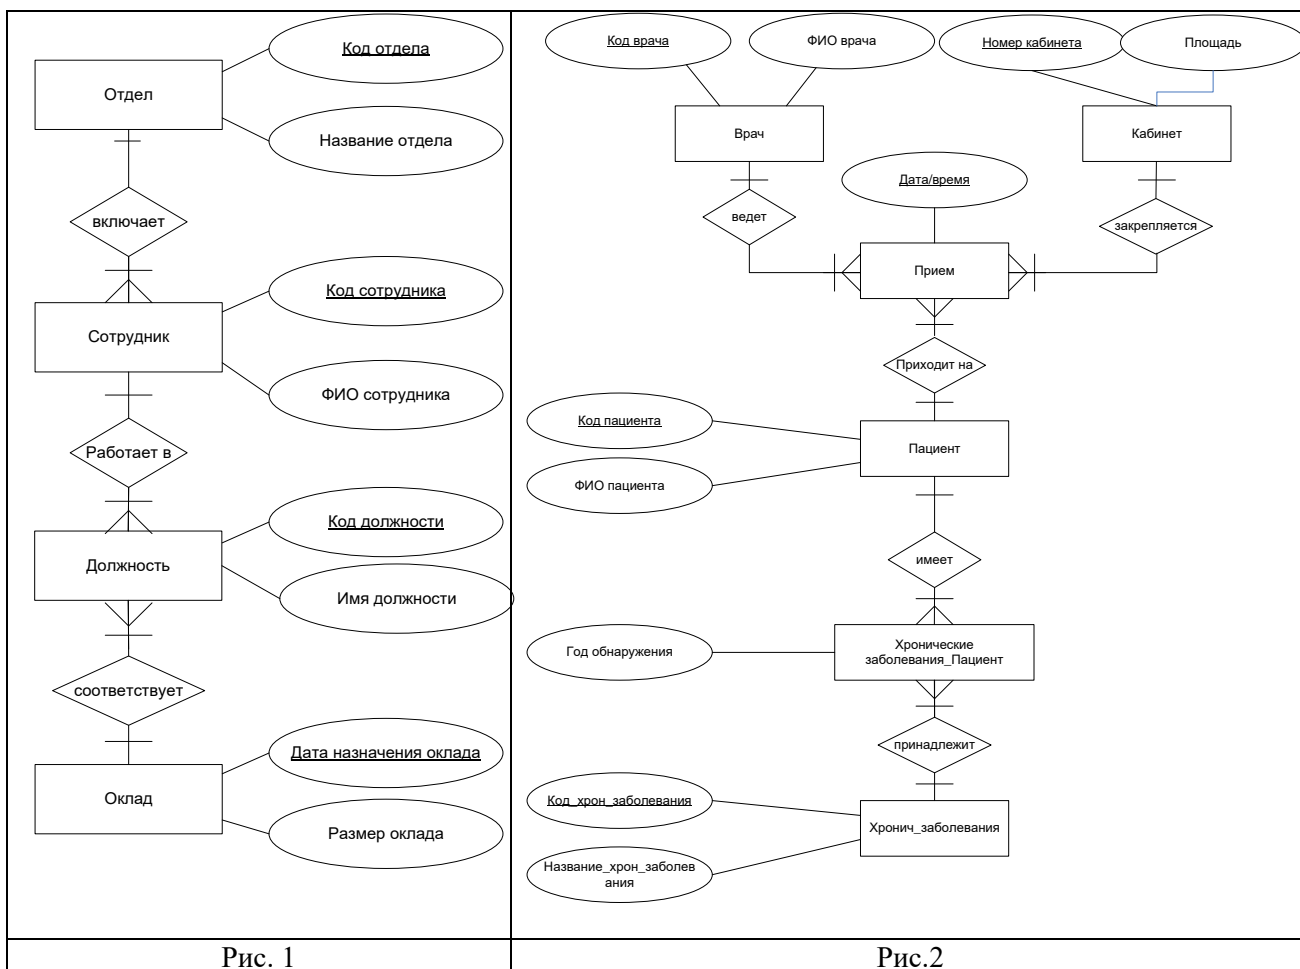 Код отдела
Отдел
Название отдела
включает
Код сотрудника
Сотрудник
ФИО сотрудника
Работает в
Код должности
Должность
Имя должности
соответствует
Дата назначения оклада
Оклад
Размер оклада
Рис. 1
Код врача
ФИО врача
Номер кабинета
Площадь
Врач
Кабинет
Дата/время
ведет
закрепляется
Прием
Приходит на
Код пациента
Пациент
ФИО пациента
имеет
Год обнаружения
Хронические
заболевания_Пациент
принадлежит
Код_хрон_заболевания
Хронич_заболевания
Название_хрон_заболев
ания
Рис.2